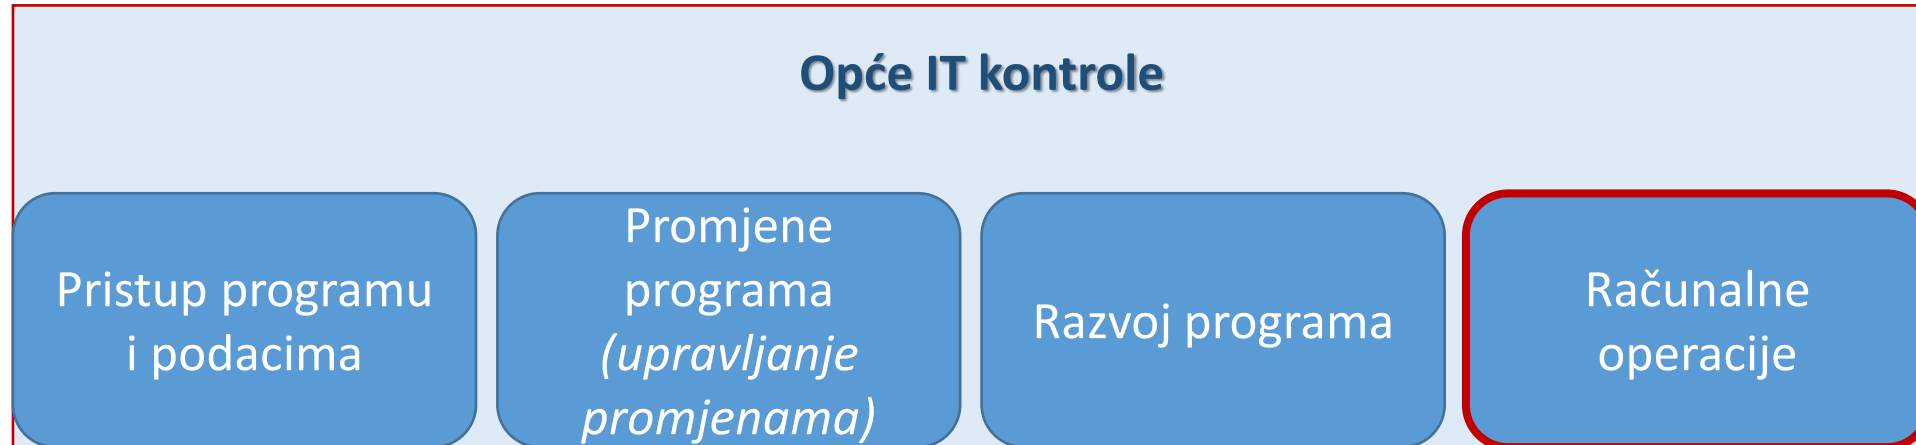 Opće IT kontrole
Pristup programu
i podacima
Promjene
programa
(upravljanje
promjenama)
Razvoj programa
Računalne
operacije